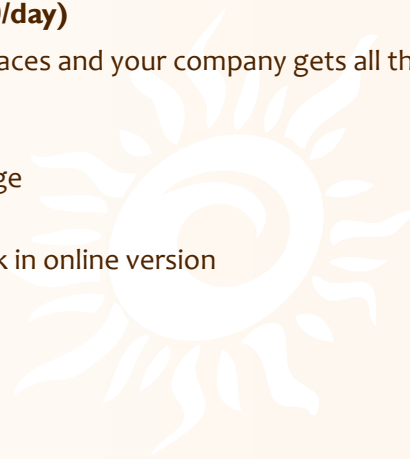 /day)
aces and your company gets all th
ge
k in online version